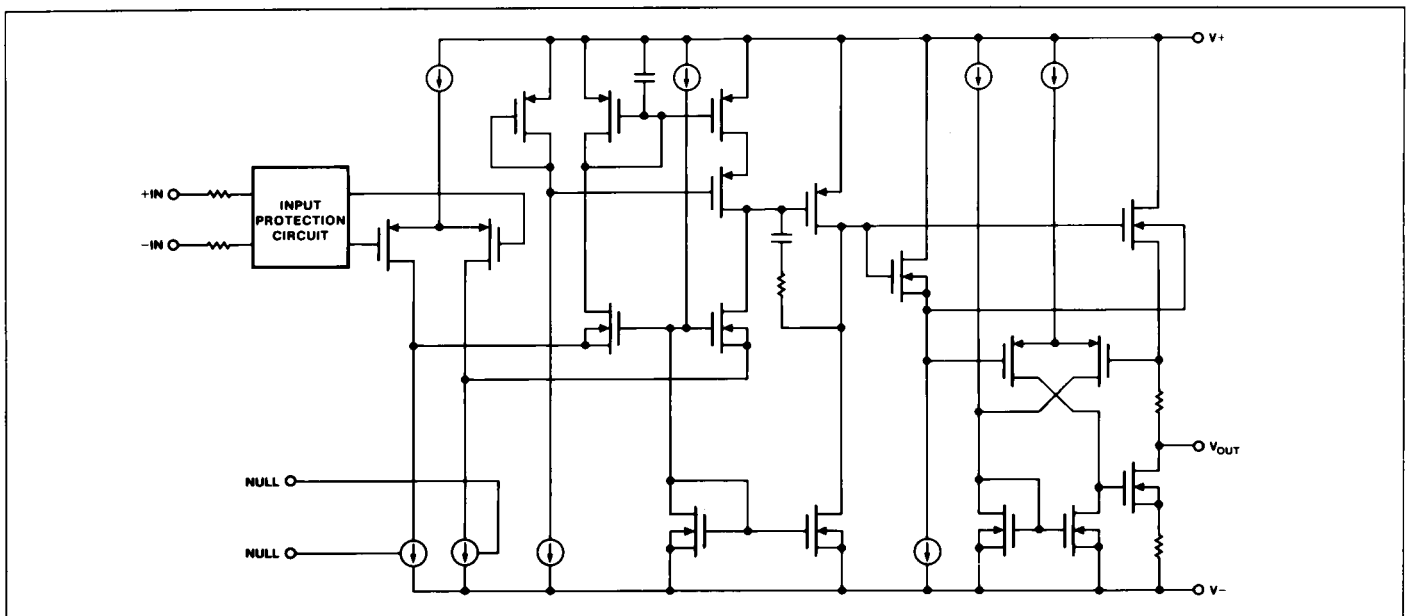 V+
+IN
-IN
INPUT
PROTECTION
CIRCUIT
VOUT
NULL
NULL
V-